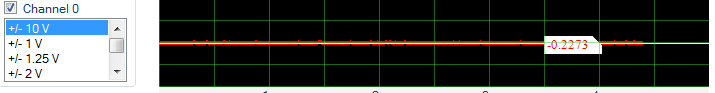 Channel 0
+/- 10 V
+/- 1 V
+/- 1.25 V
+/- 2 V
-0.2273